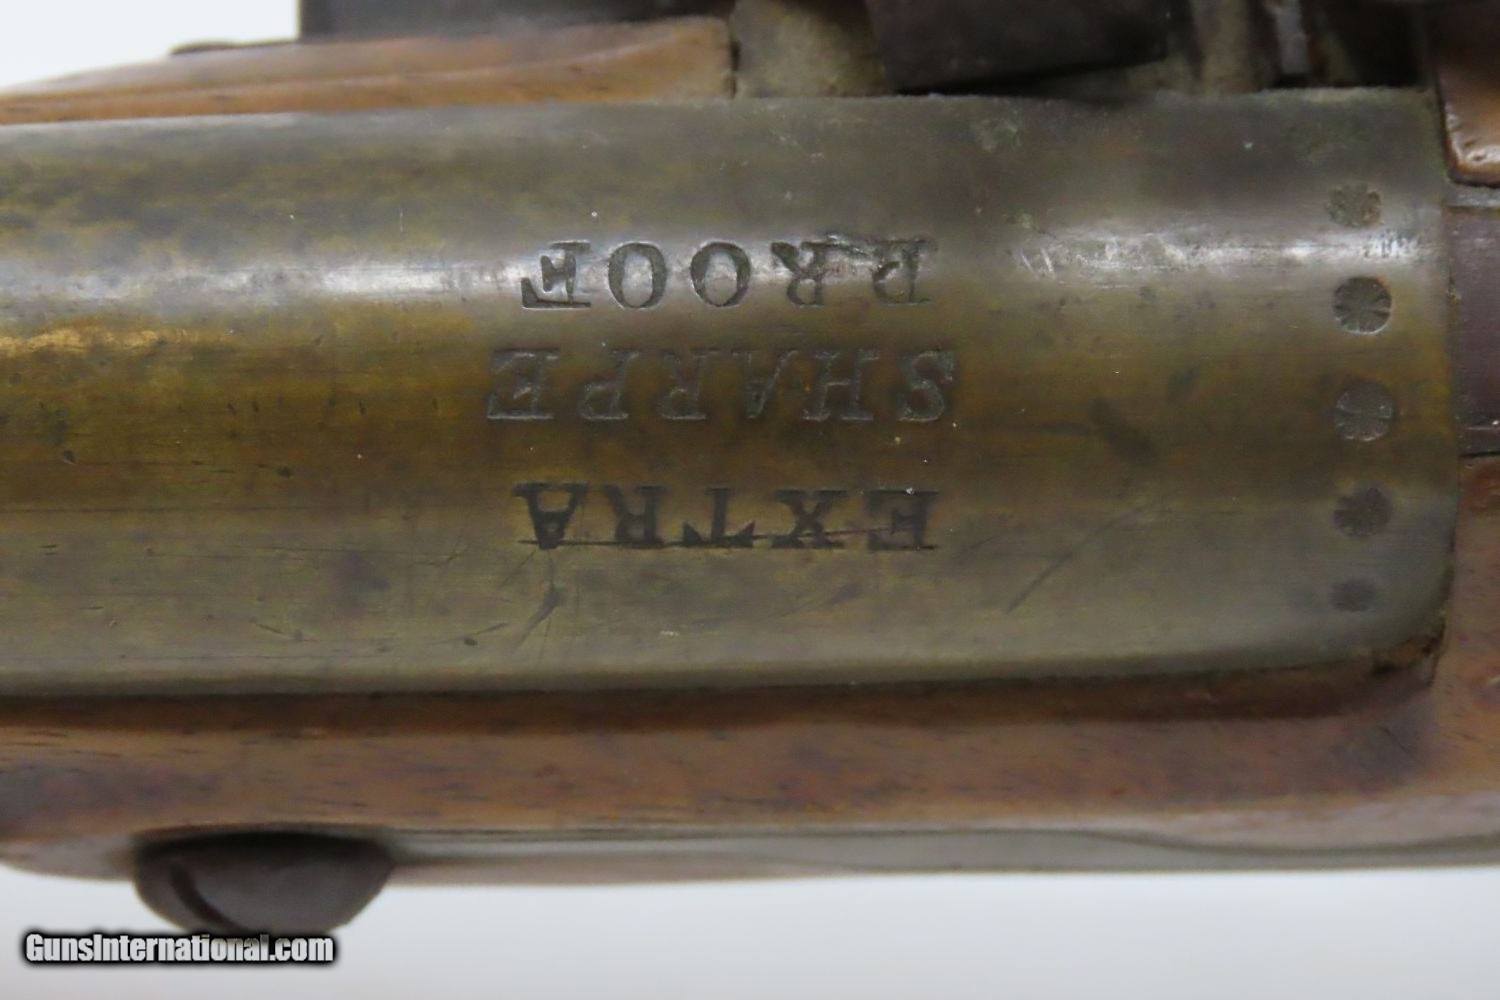 EXTRA
SHARPE
PROOF
GunsInternational.com